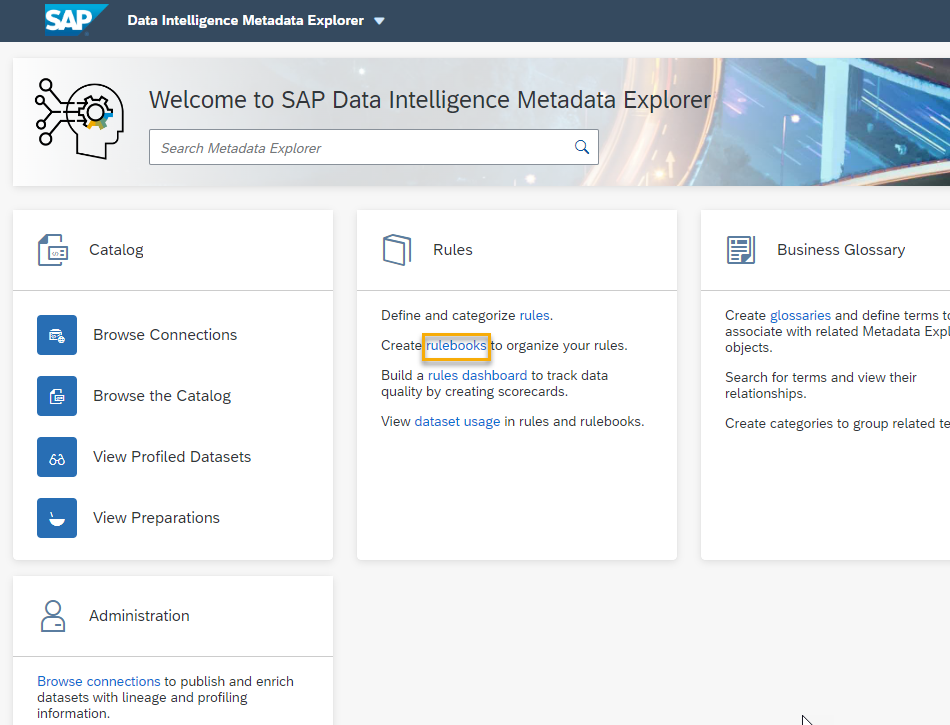 SAP Data Intelligence Metadata Explorer
Welcome to SAP Data Intelligence Metadata Explorer
Search Metadata Explorer
Catalog
Browse Connections
Browse the Catalog
View Profiled Datasets
View Preparations
Rules
Define and categorize rules.
Create rulebooks to organize your rules.
Build a rules dashboard to track data
quality by creating scorecards.
View dataset usage in rules and rulebooks.
Business Glossary
Create glossaries and define terms to
associate with related Metadata Expl
objects.
Search for terms and view their
relationships.
Create categories to group related te
Administration
Browse connections to publish and enrich
datasets with lineage and profiling
information.